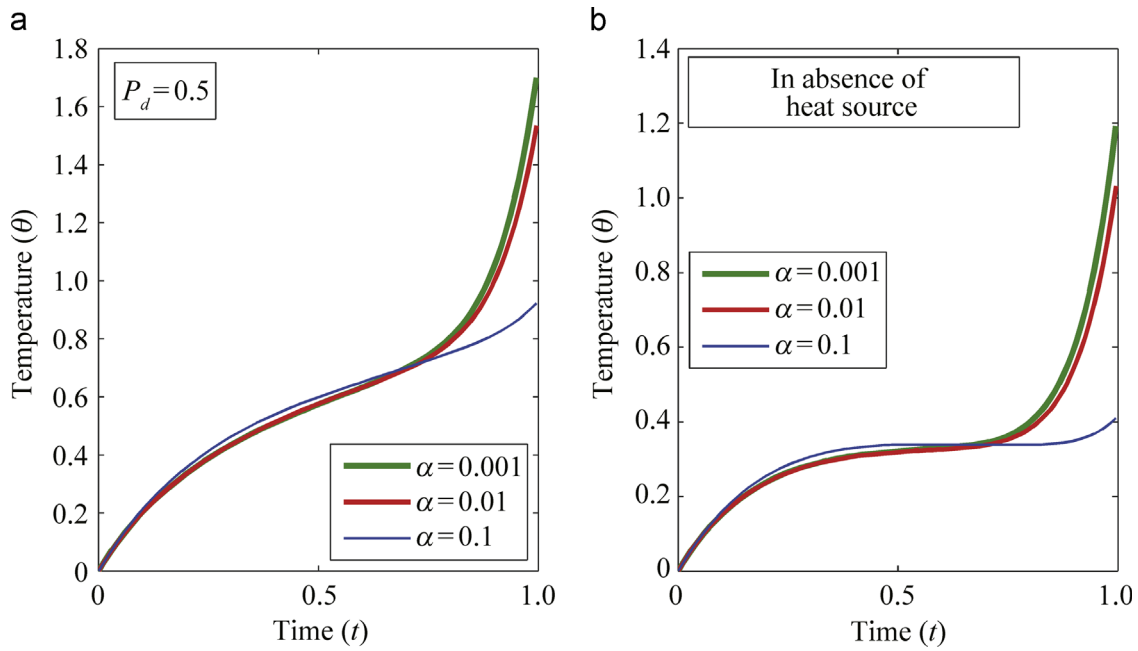 a
P_d = 0.5
Temperature (θ)
1.8
1.6
1.4
1.2
1.0
0.8
0.6
0.4
0.2
0
α = 0.001
α = 0.01
α = 0.1
0
0.5
1.0
Time (t)
b
In absence of
heat source
Temperature (θ)
1.4
1.2
1.0
0.8
0.6
0.4
0.2
0
α = 0.001
α = 0.01
α = 0.1
0
0.5
1.0
Time (t)